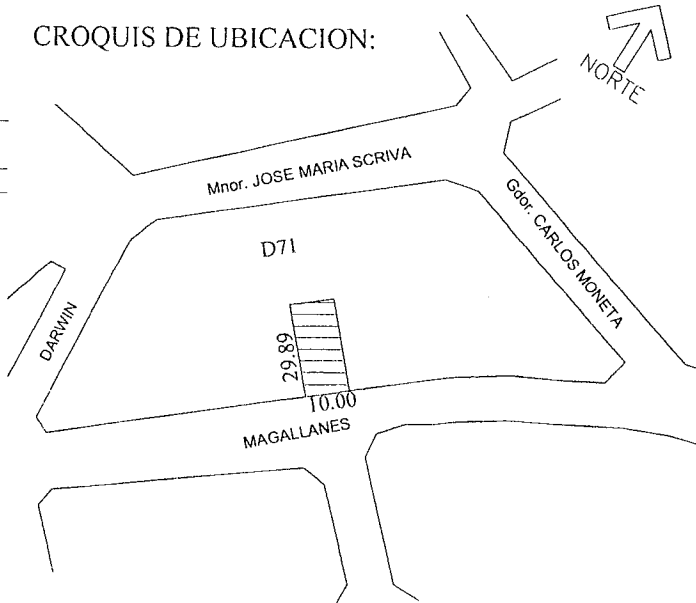 CROQUIS DE UBICACION:
NORTE
Mnor. JOSE MARIA SCRIVA
Gdor. CARLOS MONETA
D71
DARWIN
29.89
10.00
MAGALLANES